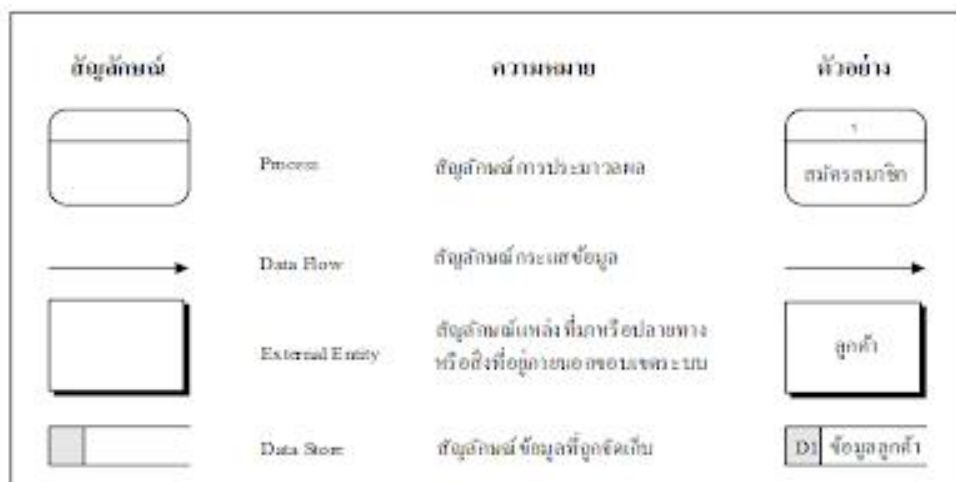 สัญลักษณ์ ความหมาย ตัวอย่าง
๑
Process สัญลักษณ์การประมวลผล สมัครสมาชิก
Data Flow สัญลักษณ์กระแสข้อมูล
External Entity สัญลักษณ์แหล่งที่มาหรือปลายทาง ลูกค้า
หรือสิ่งที่อยู่ภายนอกขอบเขตระบบ
Data Store สัญลักษณ์ข้อมูลที่ถูกจัดเก็บ D1 ข้อมูลลูกค้า